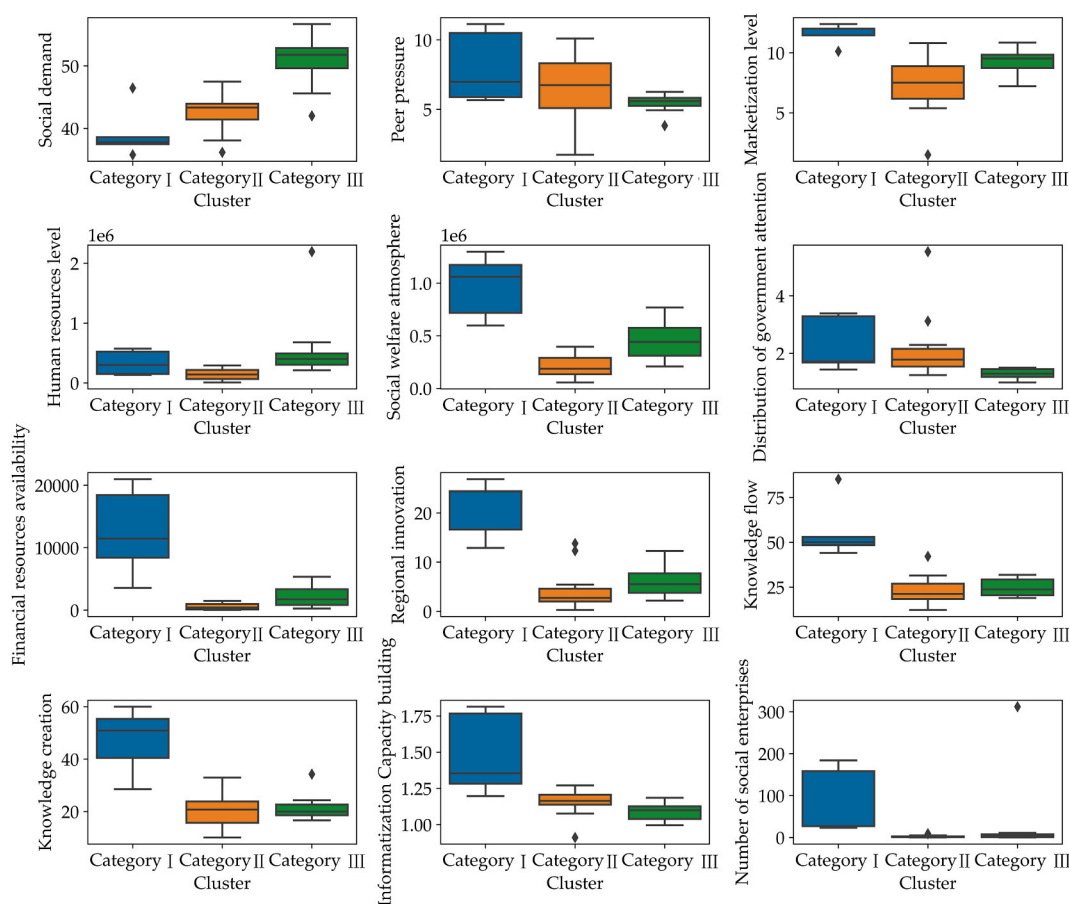 Social demand
50
40
Category I Category II Category III
Cluster
Peer pressure
10
5
Category I Category II Category III
Cluster
Marketization level
10
5
Category I Category II Category III
Cluster
Human resources level
1e6
2
1
0
Category I Category II Category III
Cluster
Social welfare atmosphere
1e6
1.0
0.5
0.0
Category I Category II Category III
Cluster
Distribution of government attention
4
2
Category I Category II Category III
Cluster
Financial resources availability
20000
10000
0
Category I Category II Category III
Cluster
Regional innovation
20
10
0
Category I Category II Category III
Cluster
Knowledge flow
75
50
25
Category I Category II Category III
Cluster
Knowledge creation
60
40
20
Category I Category II Category III
Cluster
Informatization Capacity building
1.75
1.50
1.25
1.00
Category I Category II Category III
Cluster
Number of social enterprises
300
200
100
0
Category I Category II Category III
Cluster